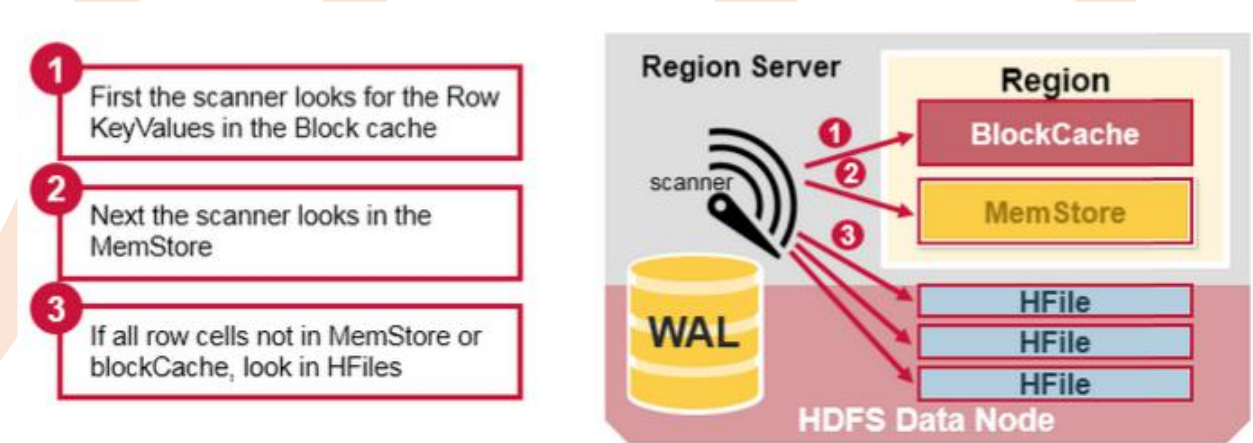 1
First the scanner looks for the Row
KeyValues in the Block cache
2
Next the scanner looks in the
MemStore
3
If all row cells not in MemStore or
blockCache, look in HFiles
Region Server
Region
BlockCache
MemStore
scanner
1
2
3
WAL
HFile
HFile
HFile
HDFS Data Node